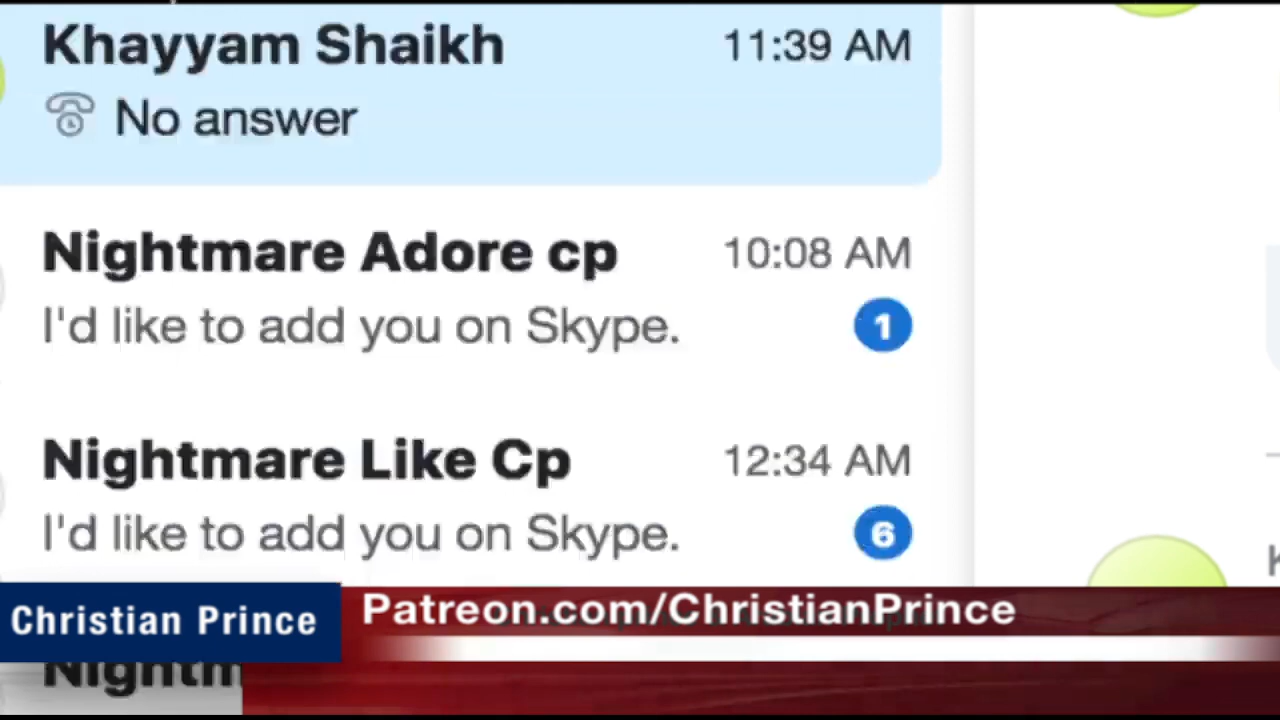 Khayyam Shaikh 11:39 AM
No answer
Nightmare Adore cp 10:08 AM
I'd like to add you on Skype. 1
Nightmare Like Cp 12:34 AM
I'd like to add you on Skype. 6
Christian Prince Patreon.com/ChristianPrince